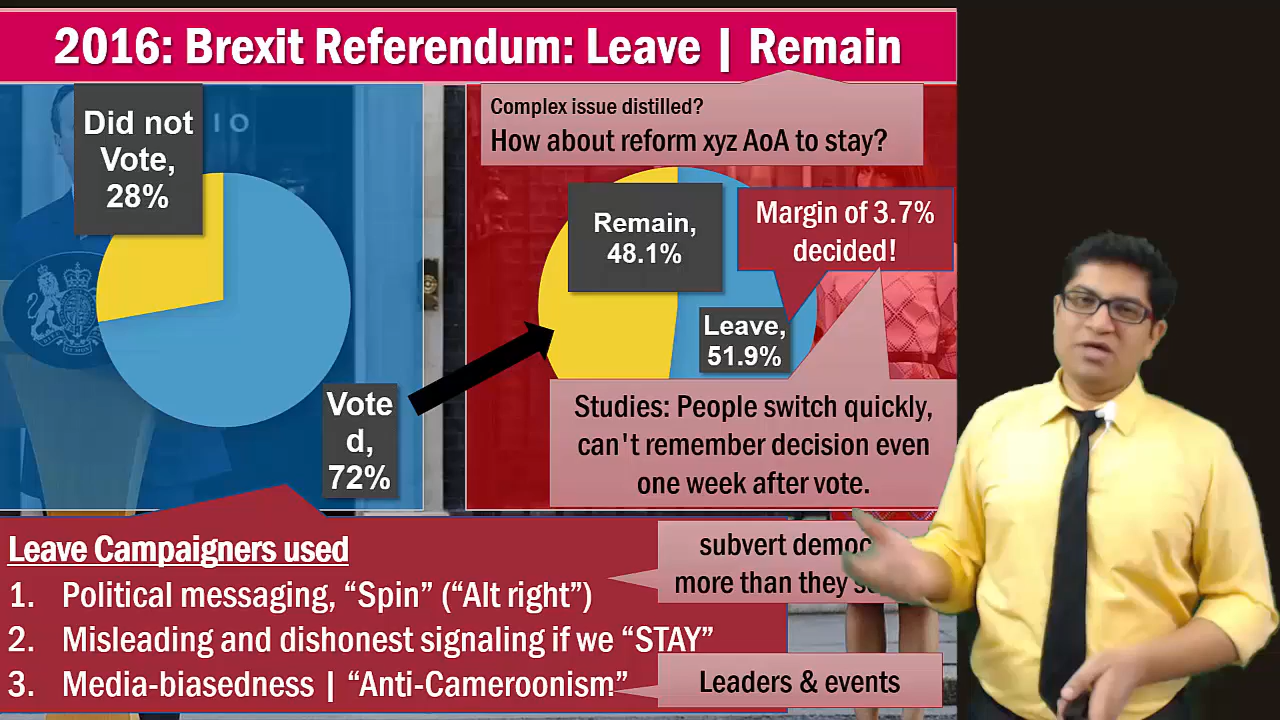 2016: Brexit Referendum: Leave | Remain
Did not
Vote,
28%
10
Complex issue distilled?
How about reform xyz AoA to stay?
Remain,
48.1%
Margin of 3.7%
decided!
Leave,
51.9%
Vote
d,
72%
Studies: People switch quickly,
can't remember decision even
one week after vote.
Leave Campaigners used
1. Political messaging, “Spin” (“Alt right”)
2. Misleading and dishonest signaling if we “STAY”
3. Media-biasedness | “Anti-Cameroonism”
subvert
more than they
Leaders & events